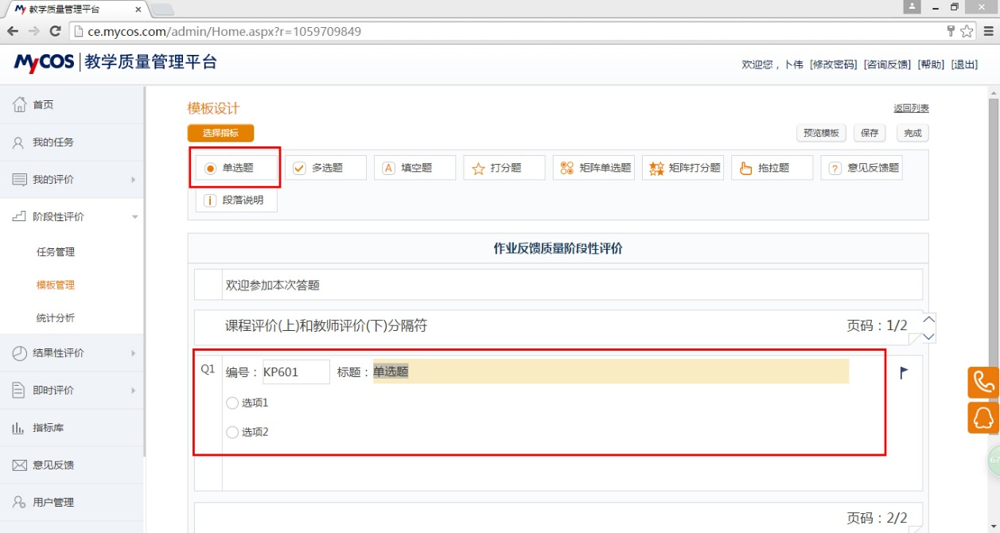 My 教学质量管理平台
ce.mycos.com/admin/Home.aspx?r=1059709849
MyCOS 教学质量管理平台
欢迎您，卜伟 [修改密码] [咨询反馈] [帮助] [退出]
首页
我的任务
我的评价
阶段性评价
任务管理
模板管理
统计分析
结果性评价
即时评价
指标库
意见反馈
用户管理
模板设计
返回列表
选择指标
预览模板 保存 完成
单选题 多选题 A 填空题 打分题 矩阵单选题 矩阵打分题 拖拉题 ? 意见反馈题
i 段落说明
作业反馈质量阶段性评价
欢迎参加本次答题
课程评价(上)和教师评价(下)分隔符 页码：1/2
Q1 编号： KP601 标题：单选题
选项1
选项2
页码：2/2
67